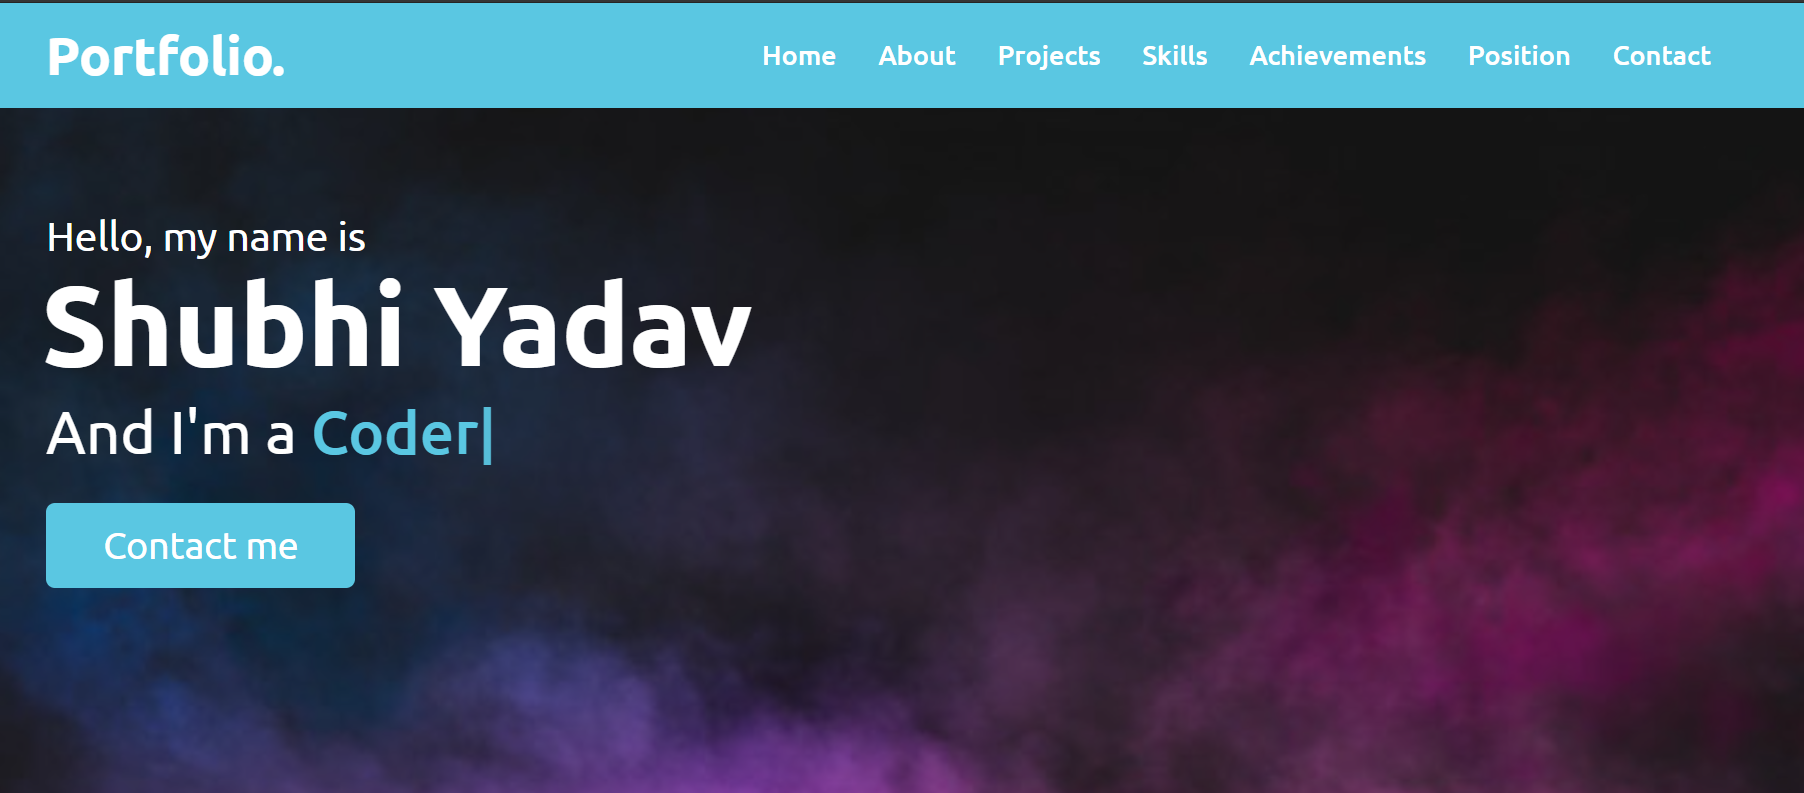 Portfolio.
Home About Projects Skills Achievements Position Contact
Hello, my name is
Shubhi Yadav
And I'm a Coder|
Contact me